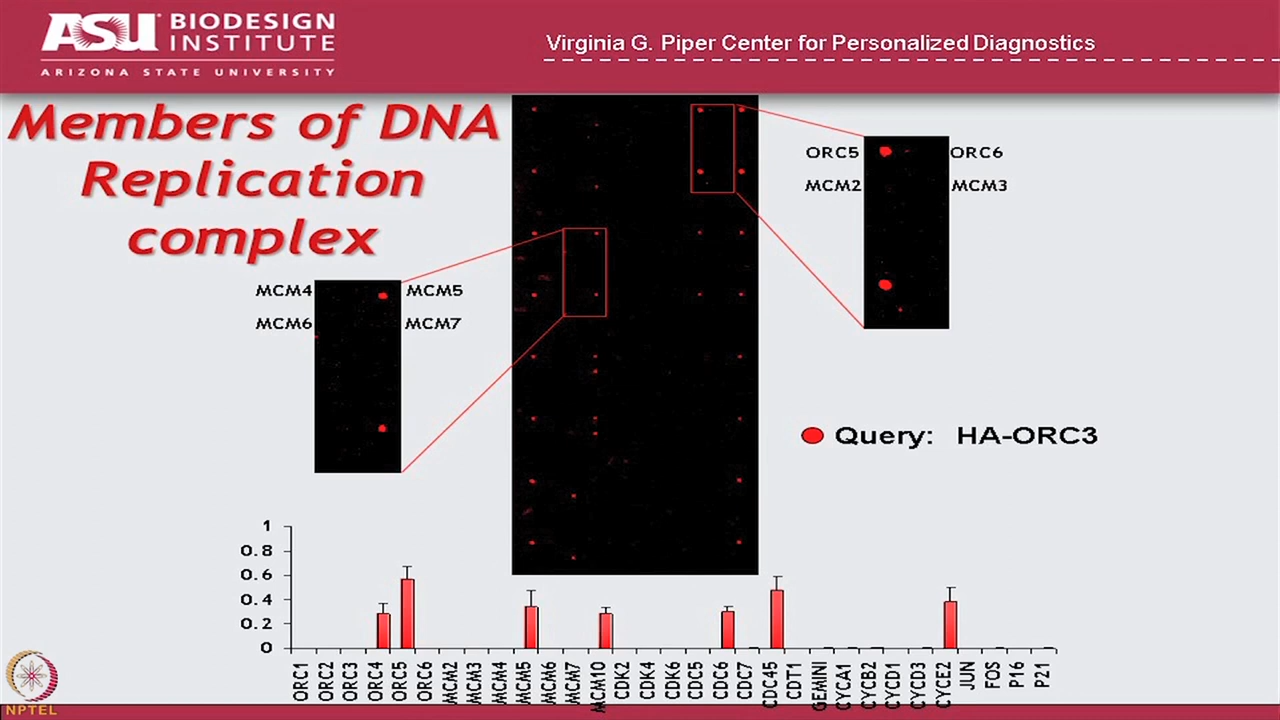 ASU BIODESIGN
INSTITUTE
ARIZONA STATE UNIVERSITY
Virginia G. Piper Center for Personalized Diagnostics
Members of DNA
Replication
complex
ORC5 ORC6
MCM2 MCM3
MCM4 MCM5
MCM6 MCM7
Query: HA-ORC3
1
0.8
0.6
0.4
0.2
0
ORC1
ORC2
ORC3
ORC4
ORC5
ORC6
MCM2
MCM3
MCM4
MCM5
MCM6
MCM7
MCM10
CDK2
CDK4
CDK6
CDC5
CDC6
CDC7
CDC45
CDT1
GEMINI
CYCA1
CYCB2
CYCD1
CYCD3
CYCE2
JUN
FOS
P16
P21
NPTEL